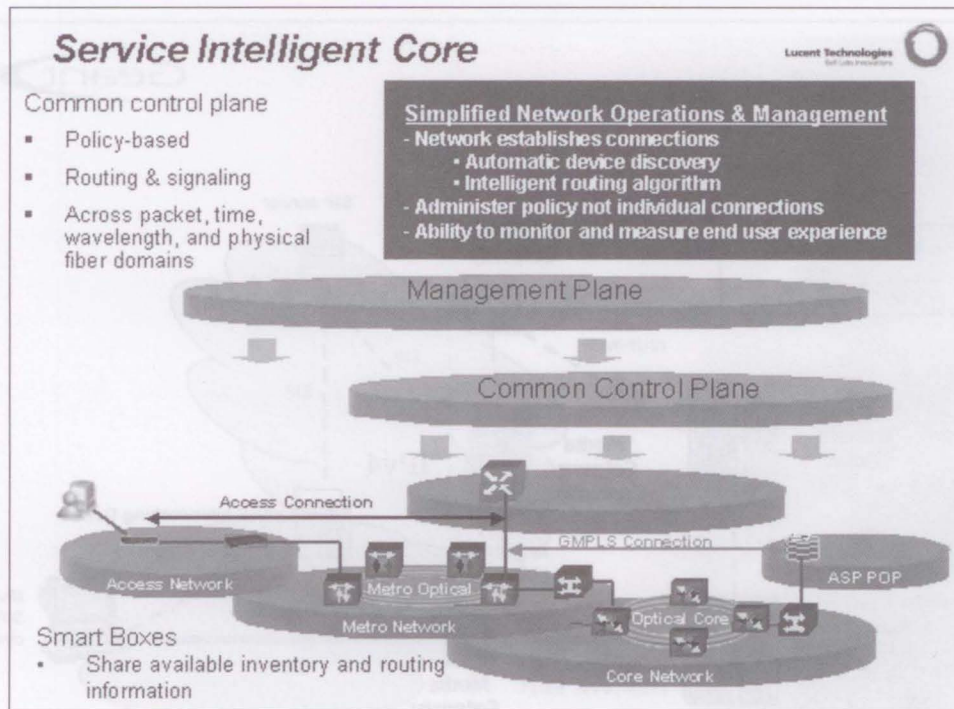 Service Intelligent Core
Lucent Technologies
Bell Labs Innovations
Common control plane
▪ Policy-based
▪ Routing & signaling
▪ Across packet, time,
wavelength, and physical
fiber domains
Simplified Network Operations & Management
- Network establishes connections
• Automatic device discovery
• Intelligent routing algorithm
- Administer policy not individual connections
- Ability to monitor and measure end user experience
Management Plane
Common Control Plane
Access Connection
GMPLS Connection
Access Network
Metro Optical
ASP POP
Metro Network
Optical Core
Core Network
Smart Boxes
• Share available inventory and routing
information